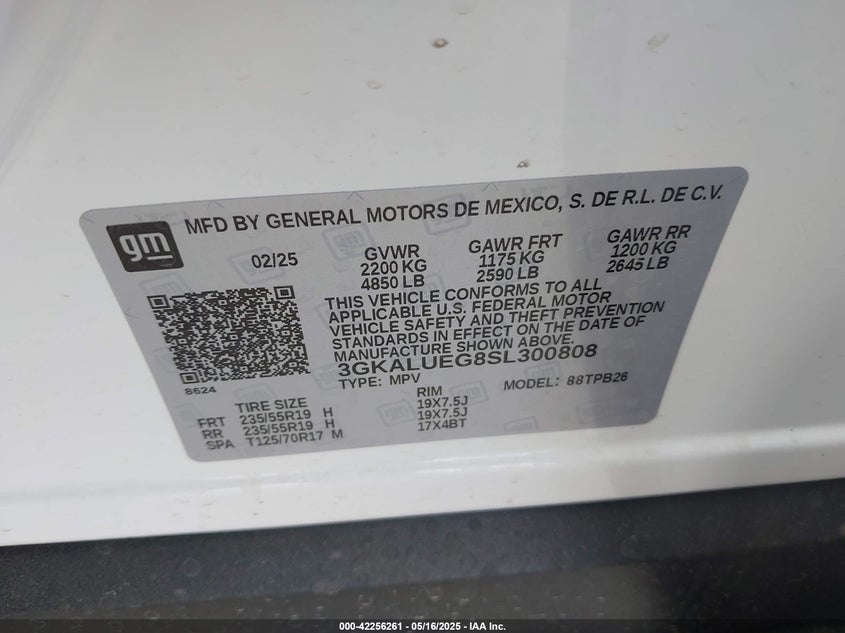 gm
MFD BY GENERAL MOTORS DE MEXICO, S. DE R.L. DE C.V.
02/25 GVWR GAWR FRT GAWR RR
2200 KG 1175 KG 1200 KG
4850 LB 2590 LB 2645 LB
THIS VEHICLE CONFORMS TO ALL
APPLICABLE U.S. FEDERAL MOTOR
VEHICLE SAFETY AND THEFT PREVENTION
STANDARDS IN EFFECT ON THE DATE OF
MANUFACTURE SHOWN ABOVE.
3GKALUEG8SL300808
8624 TYPE: MPV MODEL: 88TPB26
TIRE SIZE RIM
FRT 235/55R19 H 19X7.5J
RR 235/55R19 H 19X7.5J
SPA T125/70R17 M 17X4BT
000-42256261 - 05/16/2025 - IAA Inc.